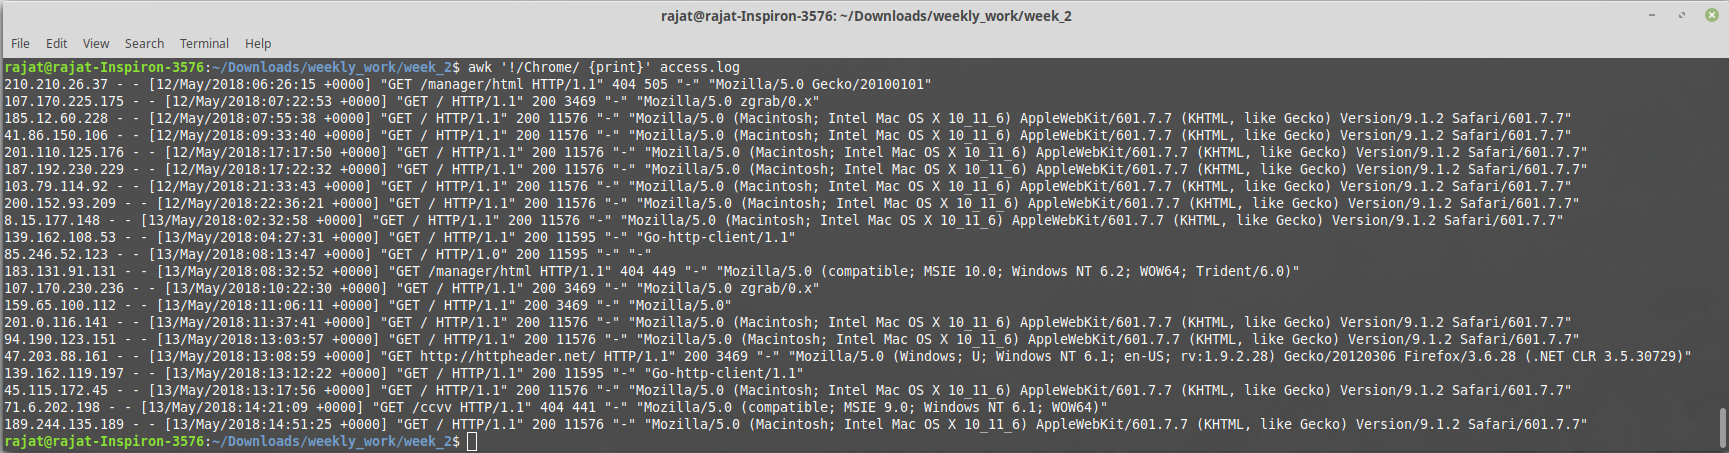 rajat@rajat-Inspiron-3576: ~/Downloads/weekly_work/week_2
File Edit View Search Terminal Help
rajat@rajat-Inspiron-3576:~/Downloads/weekly_work/week_2$ awk '!/Chrome/ {print}' access.log
210.210.26.37 - - [12/May/2018:06:26:15 +0000] "GET /manager/html HTTP/1.1" 404 505 "-" "Mozilla/5.0 Gecko/20100101"
107.170.225.175 - - [12/May/2018:07:22:53 +0000] "GET / HTTP/1.1" 200 3469 "-" "Mozilla/5.0 zgrab/0.x"
185.12.60.228 - - [12/May/2018:07:55:38 +0000] "GET / HTTP/1.1" 200 11576 "-" "Mozilla/5.0 (Macintosh; Intel Mac OS X 10_11_6) AppleWebKit/601.7.7 (KHTML, like Gecko) Version/9.1.2 Safari/601.7.7"
41.86.150.106 - - [12/May/2018:09:33:40 +0000] "GET / HTTP/1.1" 200 11576 "-" "Mozilla/5.0 (Macintosh; Intel Mac OS X 10_11_6) AppleWebKit/601.7.7 (KHTML, like Gecko) Version/9.1.2 Safari/601.7.7"
201.110.125.176 - - [12/May/2018:17:17:50 +0000] "GET / HTTP/1.1" 200 11576 "-" "Mozilla/5.0 (Macintosh; Intel Mac OS X 10_11_6) AppleWebKit/601.7.7 (KHTML, like Gecko) Version/9.1.2 Safari/601.7.7"
187.192.230.229 - - [12/May/2018:17:22:32 +0000] "GET / HTTP/1.1" 200 11576 "-" "Mozilla/5.0 (Macintosh; Intel Mac OS X 10_11_6) AppleWebKit/601.7.7 (KHTML, like Gecko) Version/9.1.2 Safari/601.7.7"
103.79.114.92 - - [12/May/2018:21:33:43 +0000] "GET / HTTP/1.1" 200 11576 "-" "Mozilla/5.0 (Macintosh; Intel Mac OS X 10_11_6) AppleWebKit/601.7.7 (KHTML, like Gecko) Version/9.1.2 Safari/601.7.7"
200.152.93.209 - - [12/May/2018:22:36:21 +0000] "GET / HTTP/1.1" 200 11576 "-" "Mozilla/5.0 (Macintosh; Intel Mac OS X 10_11_6) AppleWebKit/601.7.7 (KHTML, like Gecko) Version/9.1.2 Safari/601.7.7"
8.15.177.148 - - [13/May/2018:02:32:58 +0000] "GET / HTTP/1.1" 200 11576 "-" "Mozilla/5.0 (Macintosh; Intel Mac OS X 10_11_6) AppleWebKit/601.7.7 (KHTML, like Gecko) Version/9.1.2 Safari/601.7.7"
139.162.108.53 - - [13/May/2018:04:27:31 +0000] "GET / HTTP/1.1" 200 11595 "-" "Go-http-client/1.1"
85.246.52.123 - - [13/May/2018:08:13:47 +0000] "GET / HTTP/1.0" 200 11595 "-" "-"
183.131.91.131 - - [13/May/2018:08:32:52 +0000] "GET /manager/html HTTP/1.1" 404 449 "-" "Mozilla/5.0 (compatible; MSIE 10.0; Windows NT 6.2; WOW64; Trident/6.0)"
107.170.230.236 - - [13/May/2018:10:22:30 +0000] "GET / HTTP/1.1" 200 3469 "-" "Mozilla/5.0 zgrab/0.x"
159.65.100.112 - - [13/May/2018:11:06:11 +0000] "GET / HTTP/1.1" 200 3469 "-" "Mozilla/5.0"
201.0.116.141 - - [13/May/2018:11:37:41 +0000] "GET / HTTP/1.1" 200 11576 "-" "Mozilla/5.0 (Macintosh; Intel Mac OS X 10_11_6) AppleWebKit/601.7.7 (KHTML, like Gecko) Version/9.1.2 Safari/601.7.7"
94.190.123.151 - - [13/May/2018:13:03:57 +0000] "GET / HTTP/1.1" 200 11576 "-" "Mozilla/5.0 (Macintosh; Intel Mac OS X 10_11_6) AppleWebKit/601.7.7 (KHTML, like Gecko) Version/9.1.2 Safari/601.7.7"
47.203.88.161 - - [13/May/2018:13:08:59 +0000] "GET http://httpheader.net/ HTTP/1.1" 200 3469 "-" "Mozilla/5.0 (Windows; U; Windows NT 6.1; en-US; rv:1.9.2.28) Gecko/20120306 Firefox/3.6.28 (.NET CLR 3.5.30729)"
139.162.119.197 - - [13/May/2018:13:12:22 +0000] "GET / HTTP/1.1" 200 11595 "-" "Go-http-client/1.1"
45.115.172.45 - - [13/May/2018:13:17:56 +0000] "GET / HTTP/1.1" 200 11576 "-" "Mozilla/5.0 (Macintosh; Intel Mac OS X 10_11_6) AppleWebKit/601.7.7 (KHTML, like Gecko) Version/9.1.2 Safari/601.7.7"
71.6.202.198 - - [13/May/2018:14:21:09 +0000] "GET /ccvv HTTP/1.1" 404 441 "-" "Mozilla/5.0 (compatible; MSIE 9.0; Windows NT 6.1; WOW64)"
189.244.135.189 - - [13/May/2018:14:51:25 +0000] "GET / HTTP/1.1" 200 11576 "-" "Mozilla/5.0 (Macintosh; Intel Mac OS X 10_11_6) AppleWebKit/601.7.7 (KHTML, like Gecko) Version/9.1.2 Safari/601.7.7"
rajat@rajat-Inspiron-3576:~/Downloads/weekly_work/week_2$